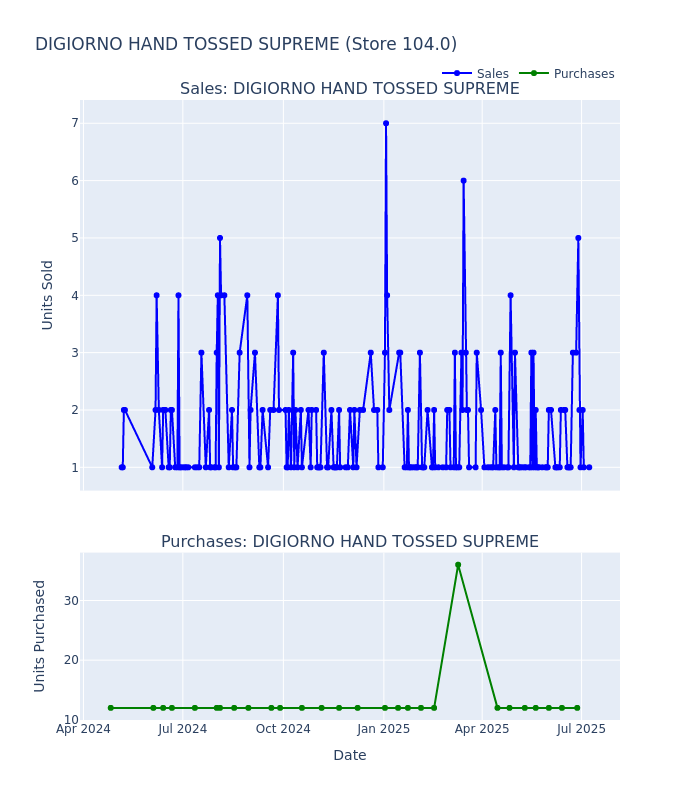 DIGIORNO HAND TOSSED SUPREME (Store 104.0)
Sales Purchases
Sales: DIGIORNO HAND TOSSED SUPREME
7
6
5
4
3
2
1
Units Sold
Purchases: DIGIORNO HAND TOSSED SUPREME
30
20
10
Units Purchased
Apr 2024 Jul 2024 Oct 2024 Jan 2025 Apr 2025 Jul 2025
Date